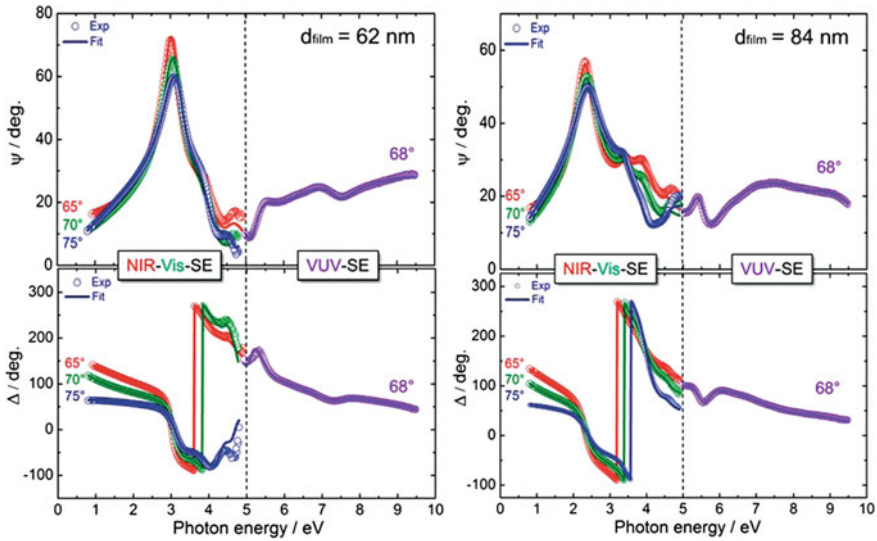 Exp
Fit
d film = 62 nm
ψ / deg.
80
60
40
20
0
65°
70°
75°
68°
NIR-Vis-SE
VUV-SE
Exp
Fit
Δ / deg.
300
200
100
0
-100
65°
70°
75°
68°
0 1 2 3 4 5 6 7 8 9 10
Photon energy / eV
Exp
Fit
d film = 84 nm
ψ / deg.
60
40
20
0
65°
70°
75°
68°
NIR-Vis-SE
VUV-SE
Exp
Fit
Δ / deg.
300
200
100
0
-100
65°
70°
75°
68°
0 1 2 3 4 5 6 7 8 9 10
Photon energy / eV